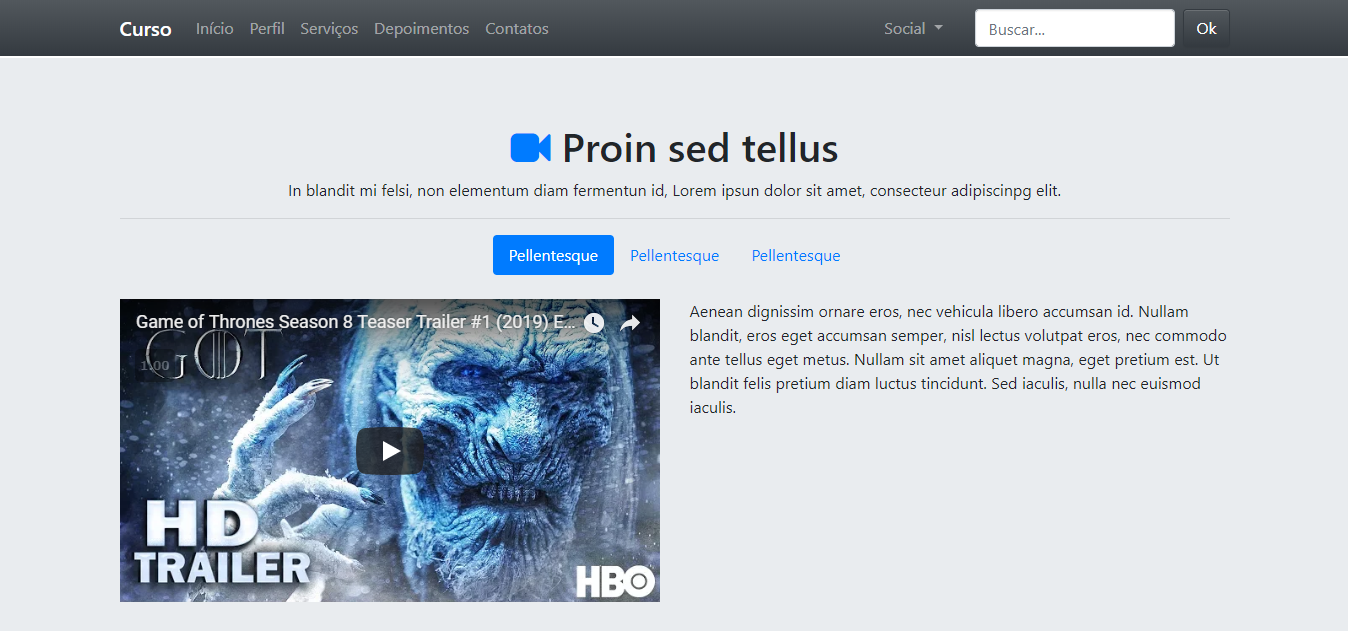 Curso Início Perfil Serviços Depoimentos Contatos Social Buscar... Ok
Proin sed tellus
In blandit mi felsi, non elementum diam fermentun id, Lorem ipsun dolor sit amet, consecteur adipiscinpg elit.
Pellentesque Pellentesque Pellentesque
Game of Thrones Season 8 Teaser Trailer #1 (2019) E...
GOT
1.00
HD
TRAILER
HBO
Aenean dignissim ornare eros, nec vehicula libero accumsan id. Nullam
blandit, eros eget accumsan semper, nisl lectus volutpat eros, nec commodo
ante tellus eget metus. Nullam sit amet aliquet magna, eget pretium est. Ut
blandit felis pretium diam luctus tincidunt. Sed iaculis, nulla nec euismod
iaculis.